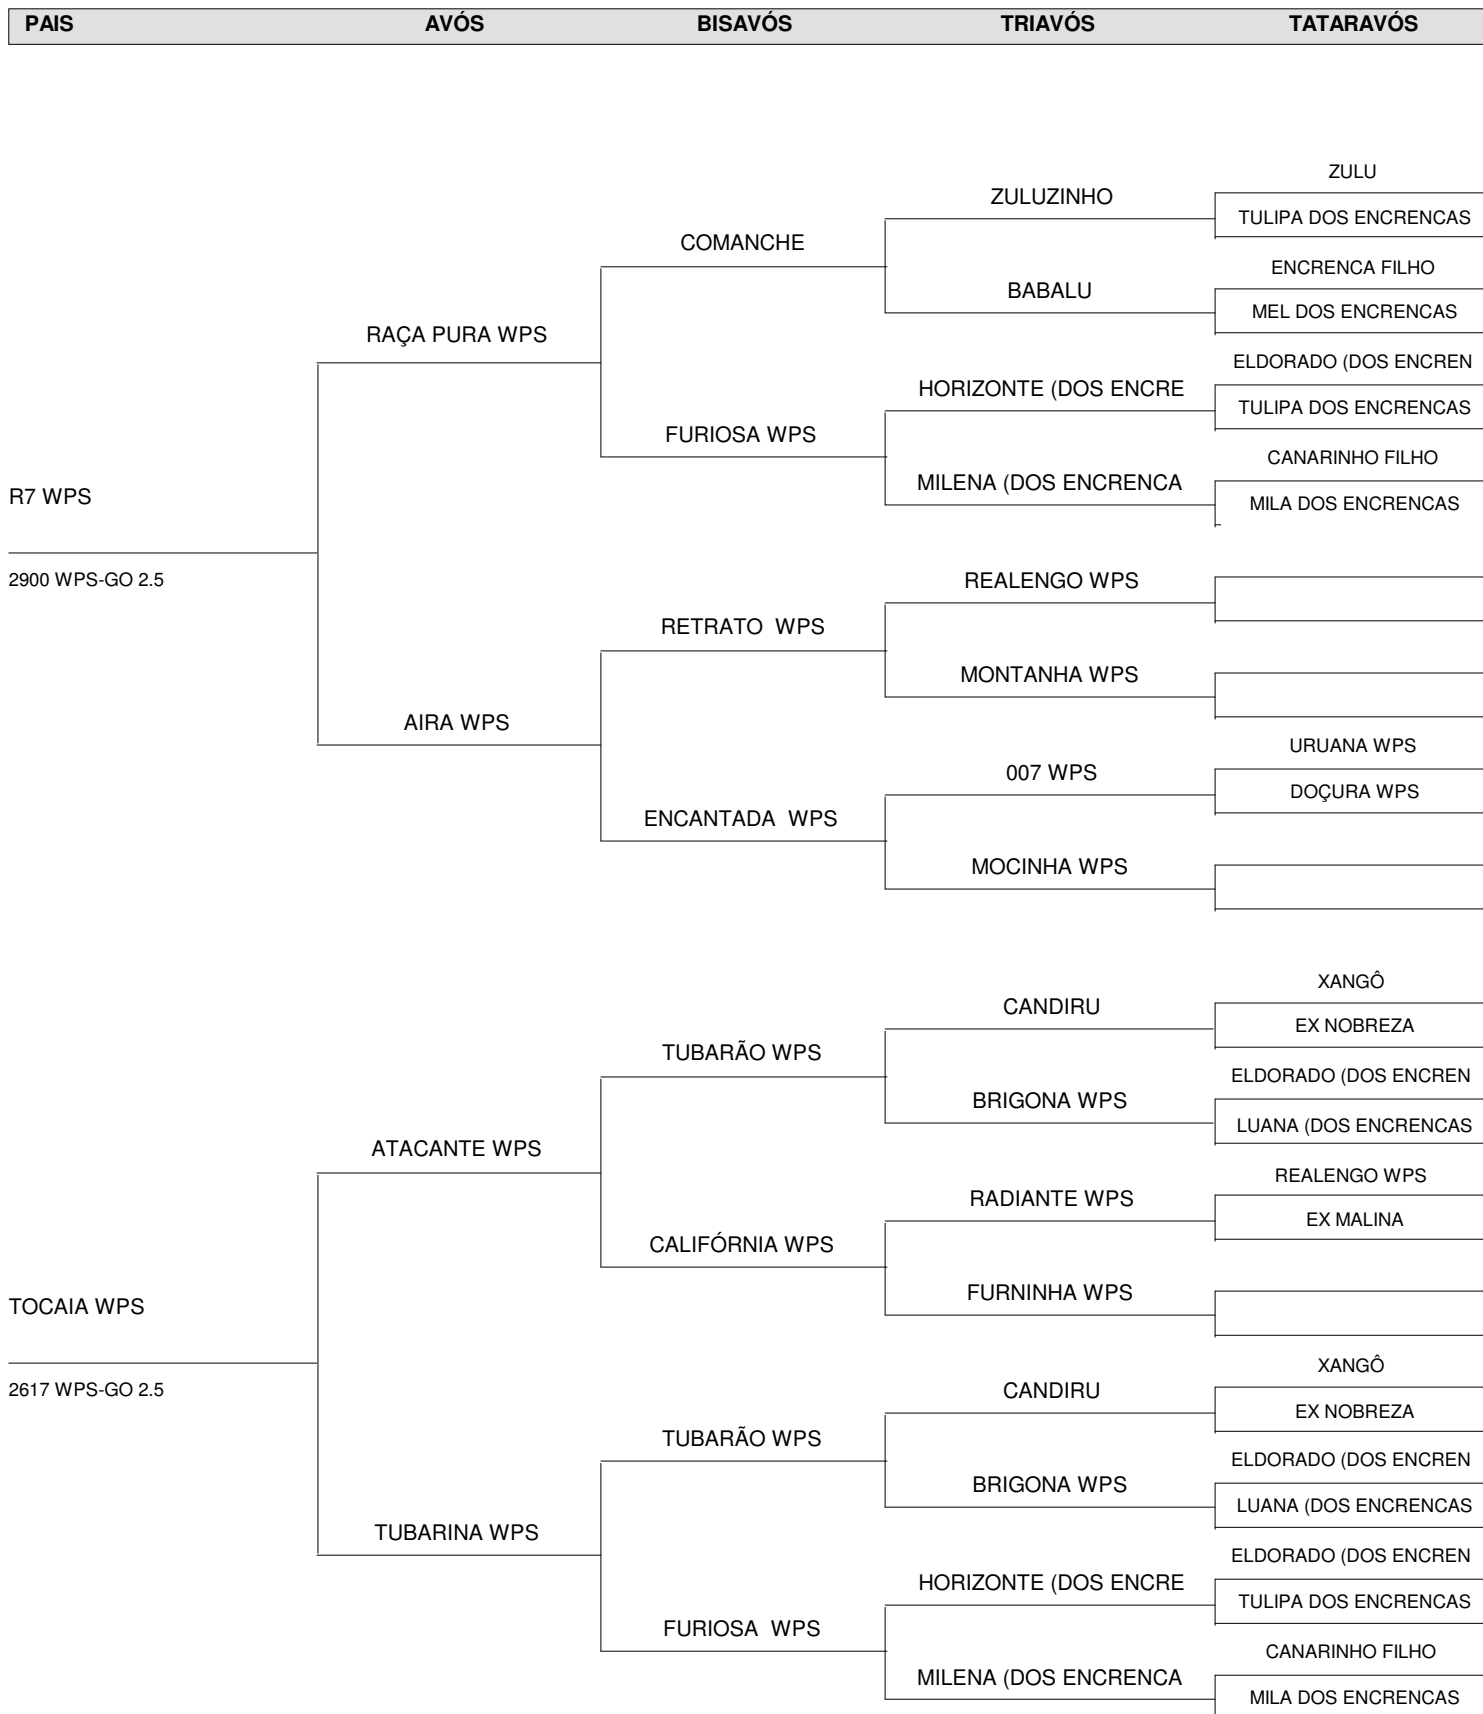 PAIS AVÓS BISAVÓS TRIAVÓS TATARAVÓS
ZULU
ZULUZINHO
TULIPA DOS ENCRENCAS
COMANCHE
ENCRENCA FILHO
BABALU
MEL DOS ENCRENCAS
RAÇA PURA WPS
ELDORADO (DOS ENCREN
HORIZONTE (DOS ENCRE
TULIPA DOS ENCRENCAS
FURIOSA WPS
CANARINHO FILHO
MILENA (DOS ENCRENCA
MILA DOS ENCRENCAS
R7 WPS
2900 WPS-GO 2.5
REALENGO WPS
RETRATO WPS
MONTANHA WPS
AIRA WPS
URUANA WPS
007 WPS
DOÇURA WPS
ENCANTADA WPS
MOCINHA WPS
XANGÔ
CANDIRU
EX NOBREZA
TUBARÃO WPS
ELDORADO (DOS ENCREN
BRIGONA WPS
LUANA (DOS ENCRENCAS
ATACANTE WPS
REALENGO WPS
RADIANTE WPS
EX MALINA
CALIFÓRNIA WPS
FURNINHA WPS
TOCAIA WPS
2617 WPS-GO 2.5
XANGÔ
CANDIRU
EX NOBREZA
TUBARÃO WPS
ELDORADO (DOS ENCREN
BRIGONA WPS
LUANA (DOS ENCRENCAS
TUBARINA WPS
ELDORADO (DOS ENCREN
HORIZONTE (DOS ENCRE
TULIPA DOS ENCRENCAS
FURIOSA WPS
CANARINHO FILHO
MILENA (DOS ENCRENCA
MILA DOS ENCRENCAS